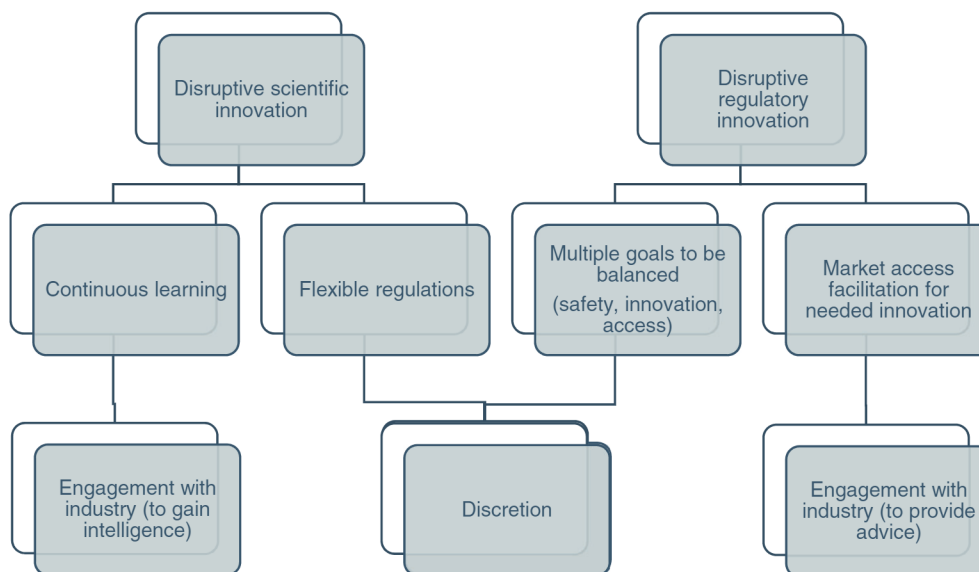 Disruptive scientific
innovation
Disruptive
regulatory
innovation
Continuous learning
Flexible regulations
Multiple goals to be
balanced
(safety, innovation,
access)
Market access
facilitation for
needed innovation
Engagement with
industry (to gain
intelligence)
Discretion
Engagement with
industry (to provide
advice)